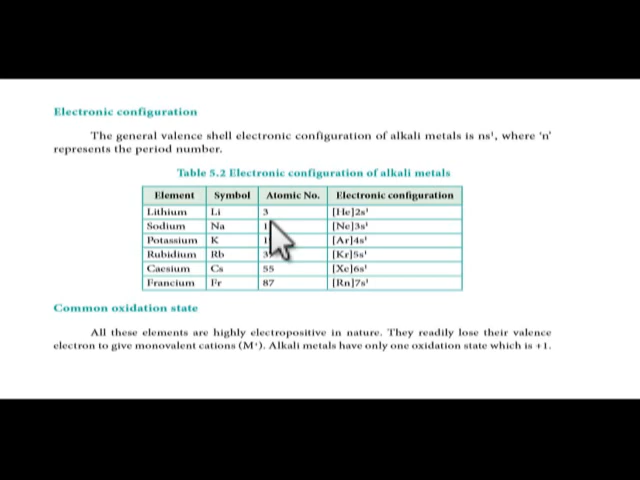 Electronic configuration
The general valence shell electronic configuration of alkali metals is ns¹, where 'n'
represents the period number.
Table 5.2 Electronic configuration of alkali metals
Element Symbol Atomic No. Electronic configuration
Lithium Li 3 [He]2s¹
Sodium Na [Ne]3s¹
Potassium K [Ar]4s¹
Rubidium Rb [Kr]5s¹
Caesium Cs 55 [Xe]6s¹
Francium Fr 87 [Rn]7s¹
Common oxidation state
All these elements are highly electropositive in nature. They readily lose their valence
electron to give monovalent cations (M⁺). Alkali metals have only one oxidation state which is +1.